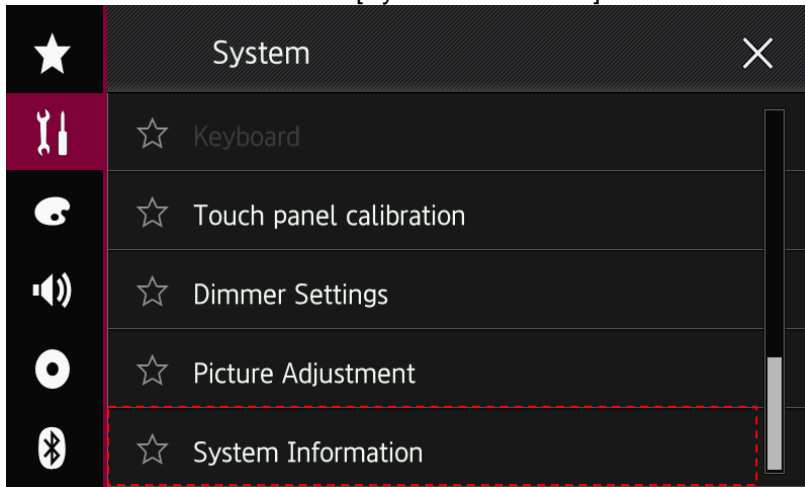 System
Keyboard
Touch panel calibration
Dimmer Settings
Picture Adjustment
System Information